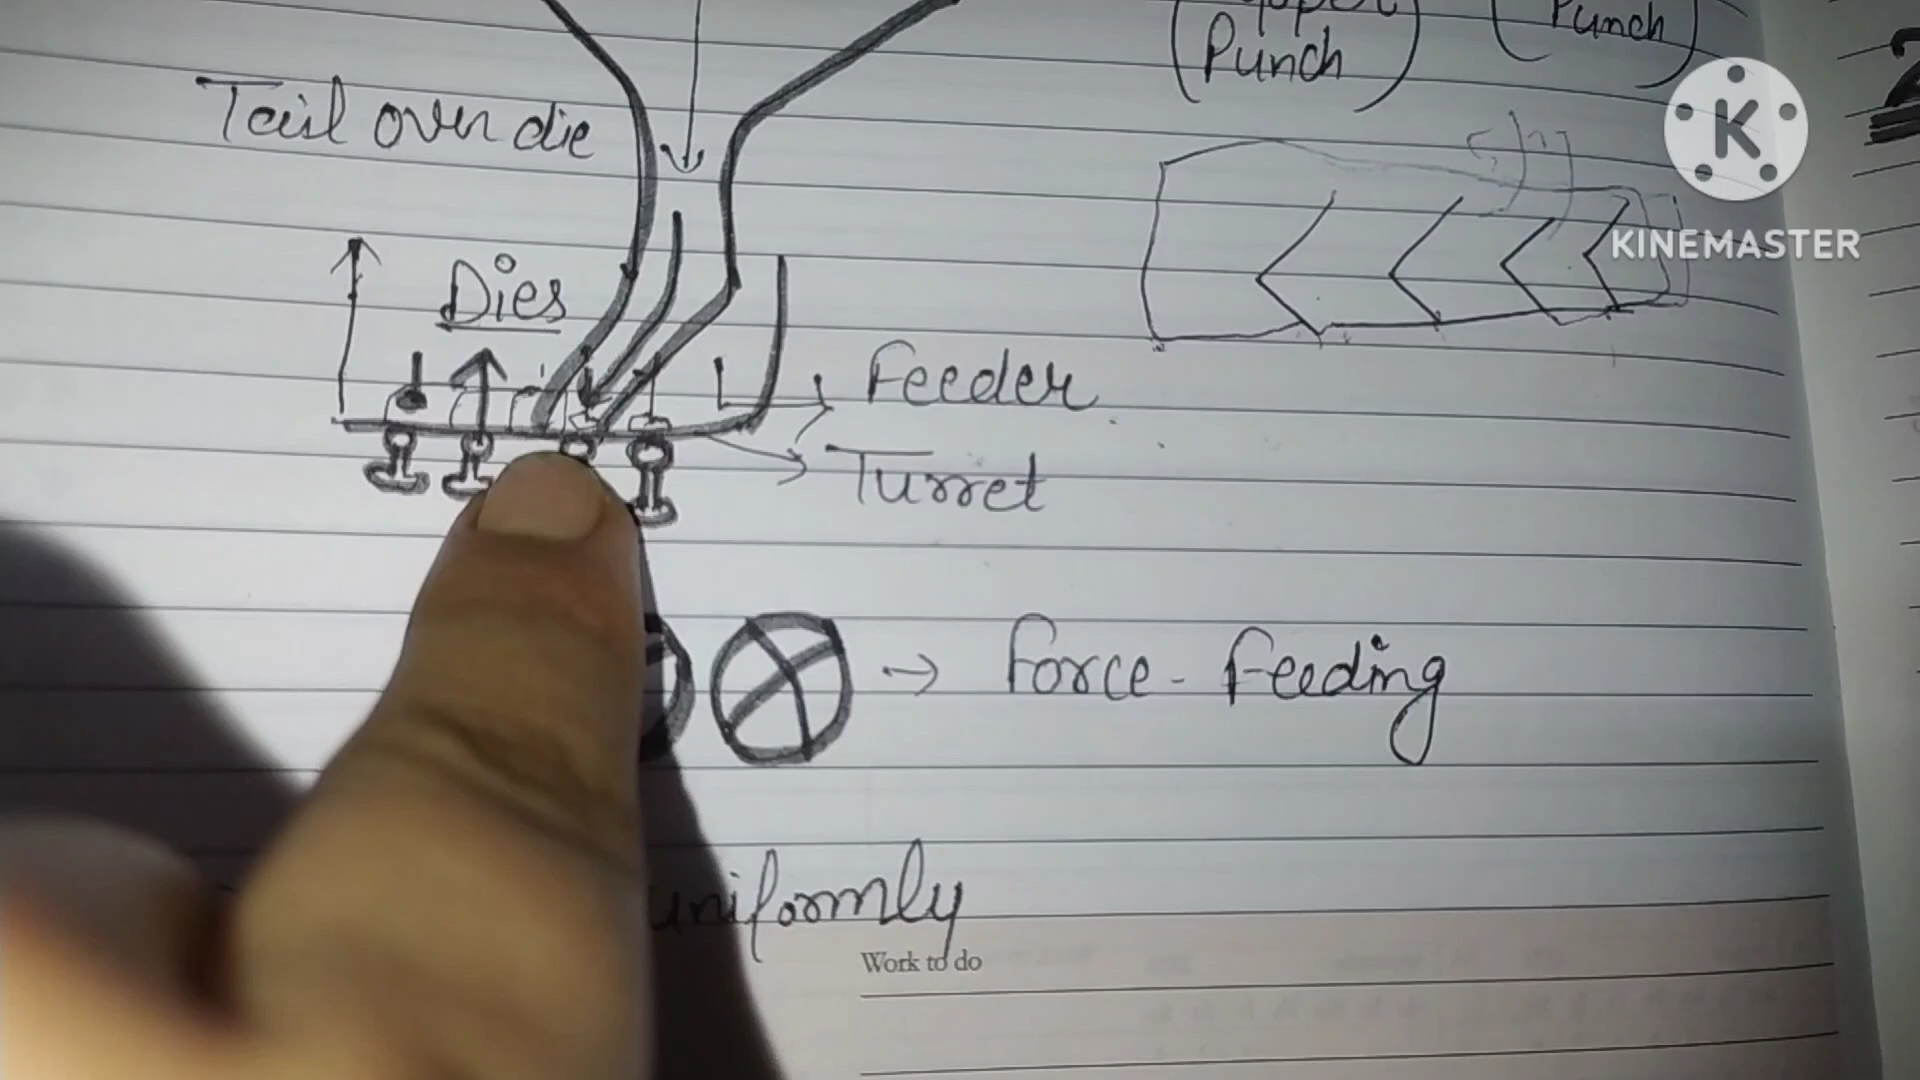 Punch
Punch
Tail over die
K
KINEMASTER
Dies
Feeder
Turret
Force-feeding
uniformly
Work to do